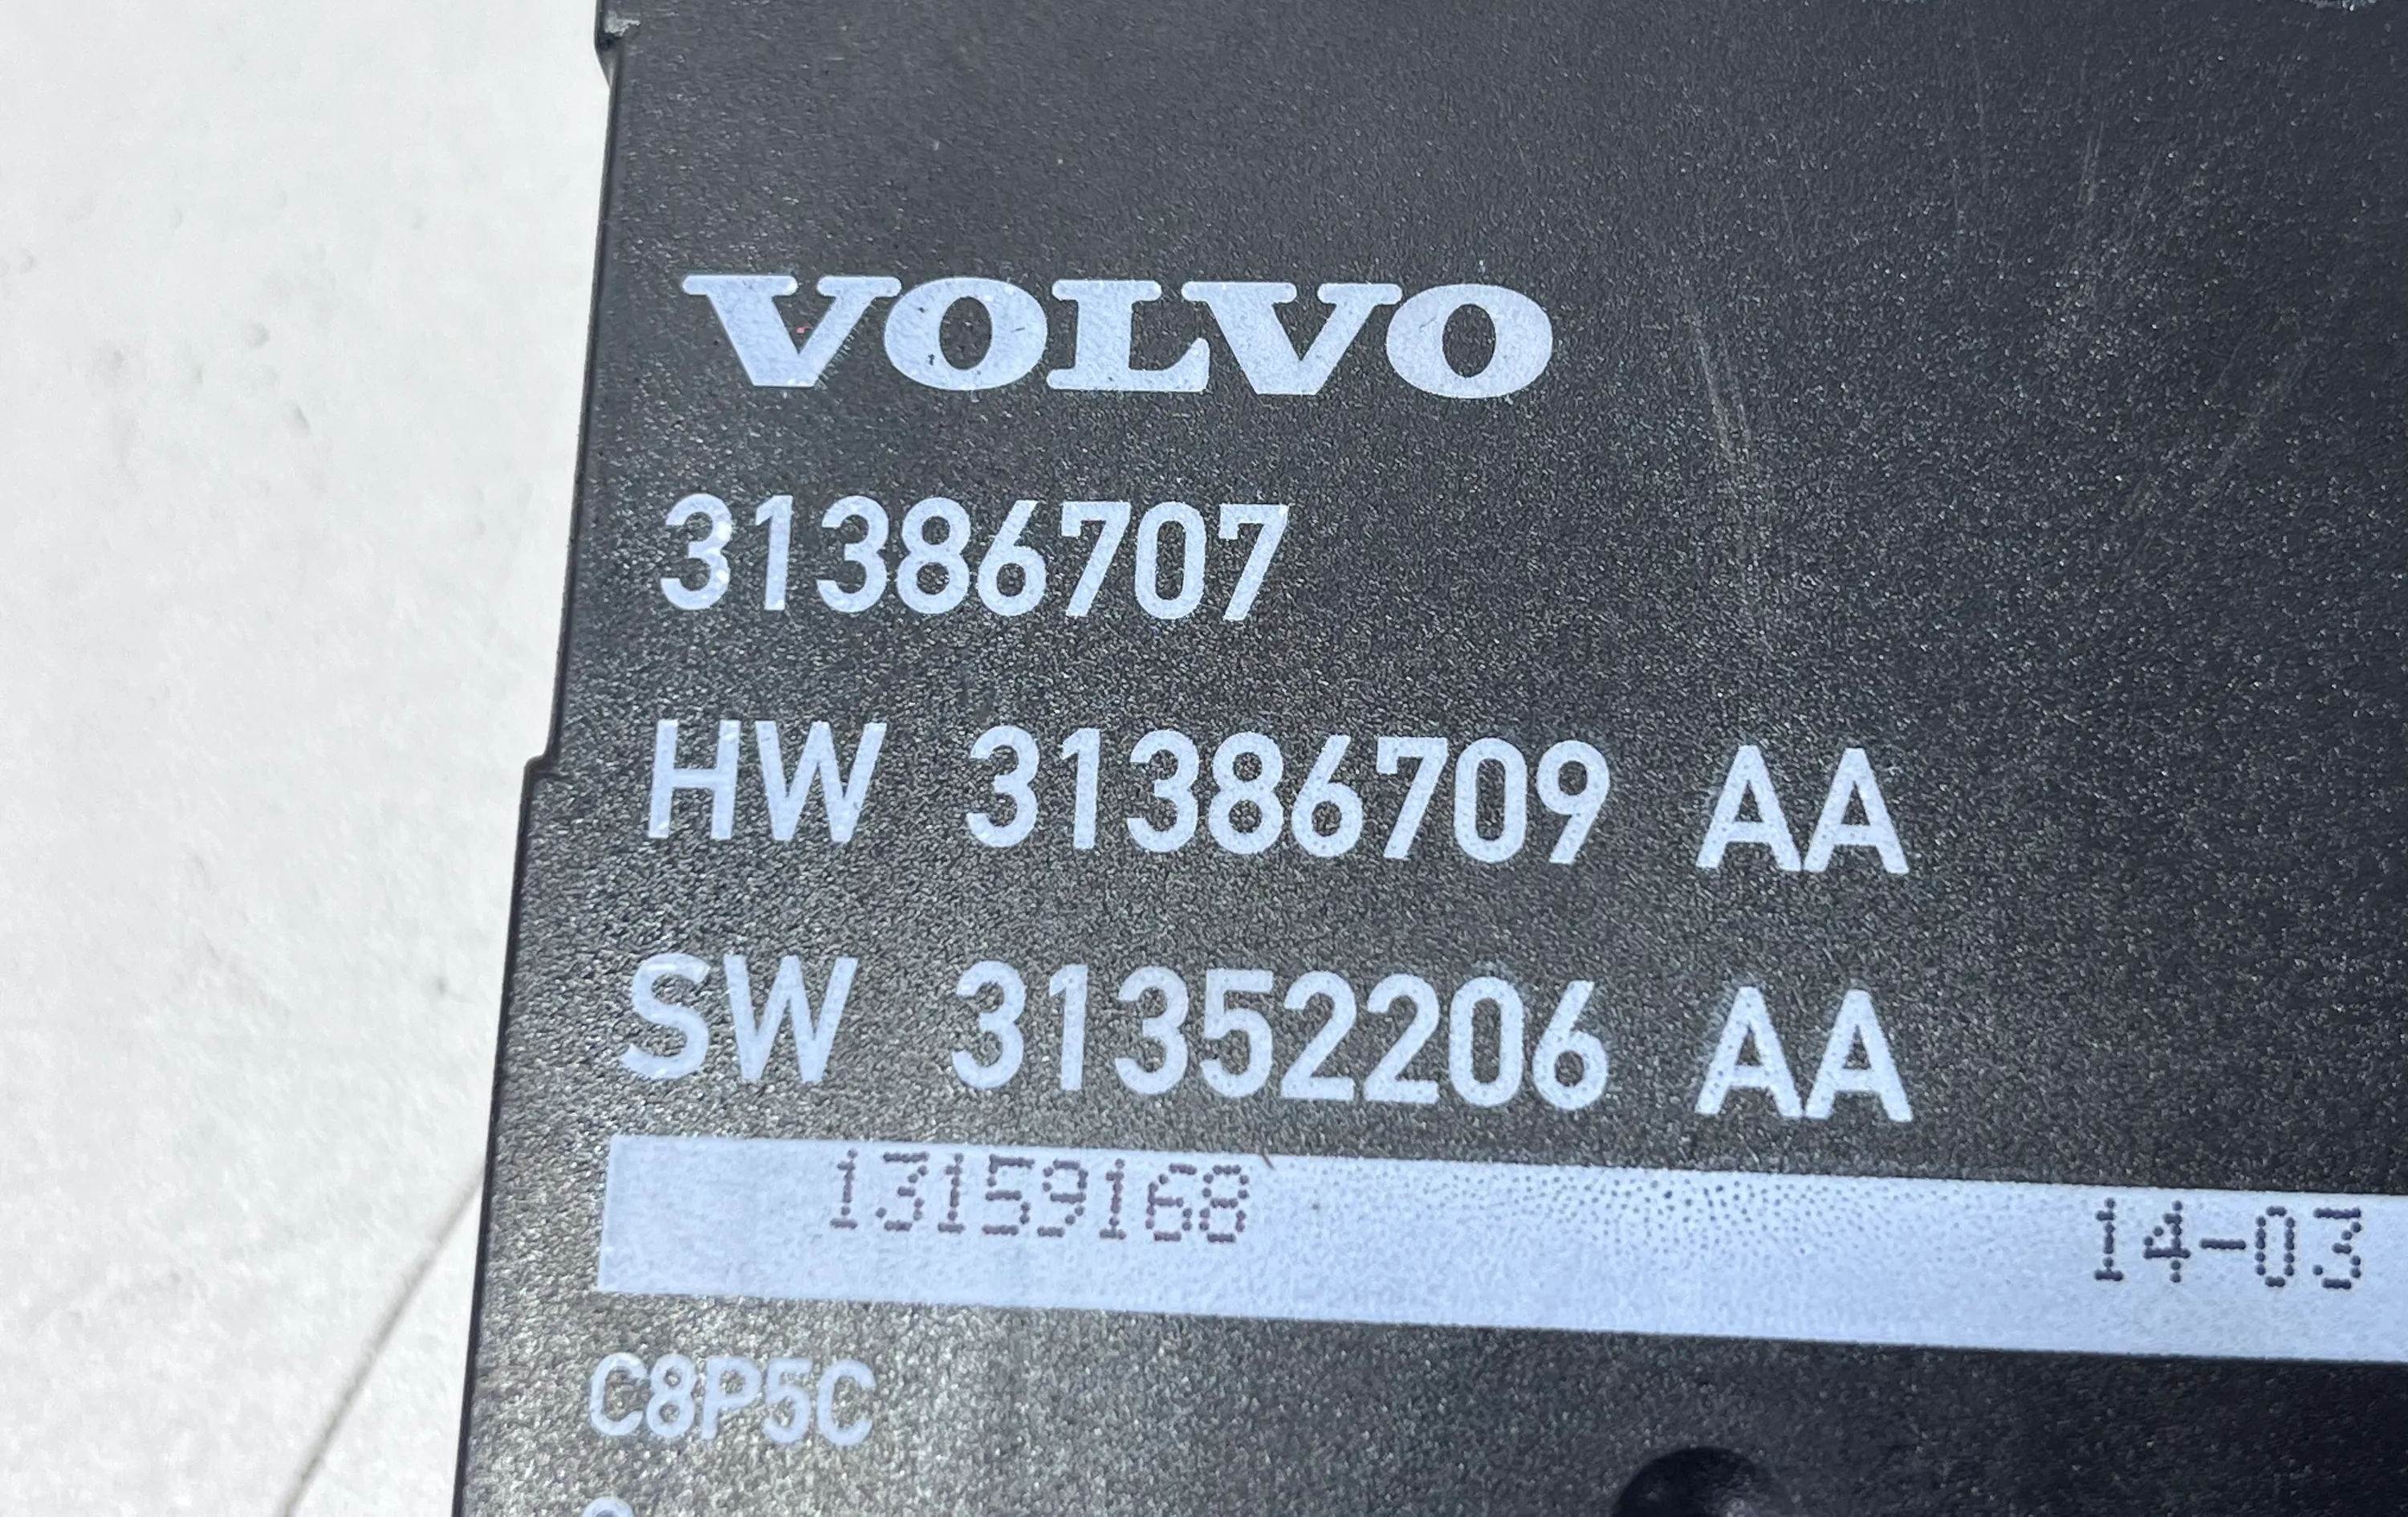 VOLVO
31386707
HW 31386709 AA
SW 31352206 AA
13159168 14-03
C8P5C